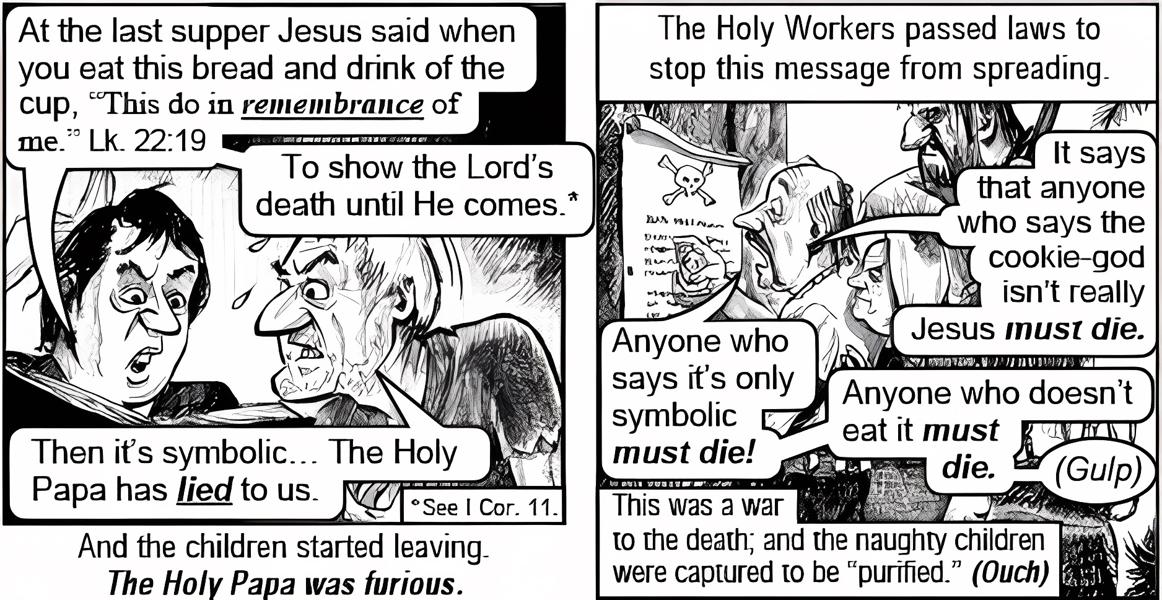 At the last supper Jesus said when
you eat this bread and drink of the
cup, “This do in remembrance of
me.” Lk. 22:19
To show the Lord’s
death until He comes.*
Then it’s symbolic... The Holy
Papa has lied to us.
*See I Cor. 11.
And the children started leaving.
The Holy Papa was furious.
The Holy Workers passed laws to
stop this message from spreading.
It says
that anyone
who says the
cookie-god
isn’t really
Jesus must die.
Anyone who
says it’s only
symbolic
must die!
Anyone who doesn’t
eat it must
die.
(Gulp)
This was a war
to the death; and the naughty children
were captured to be “purified.” (Ouch)